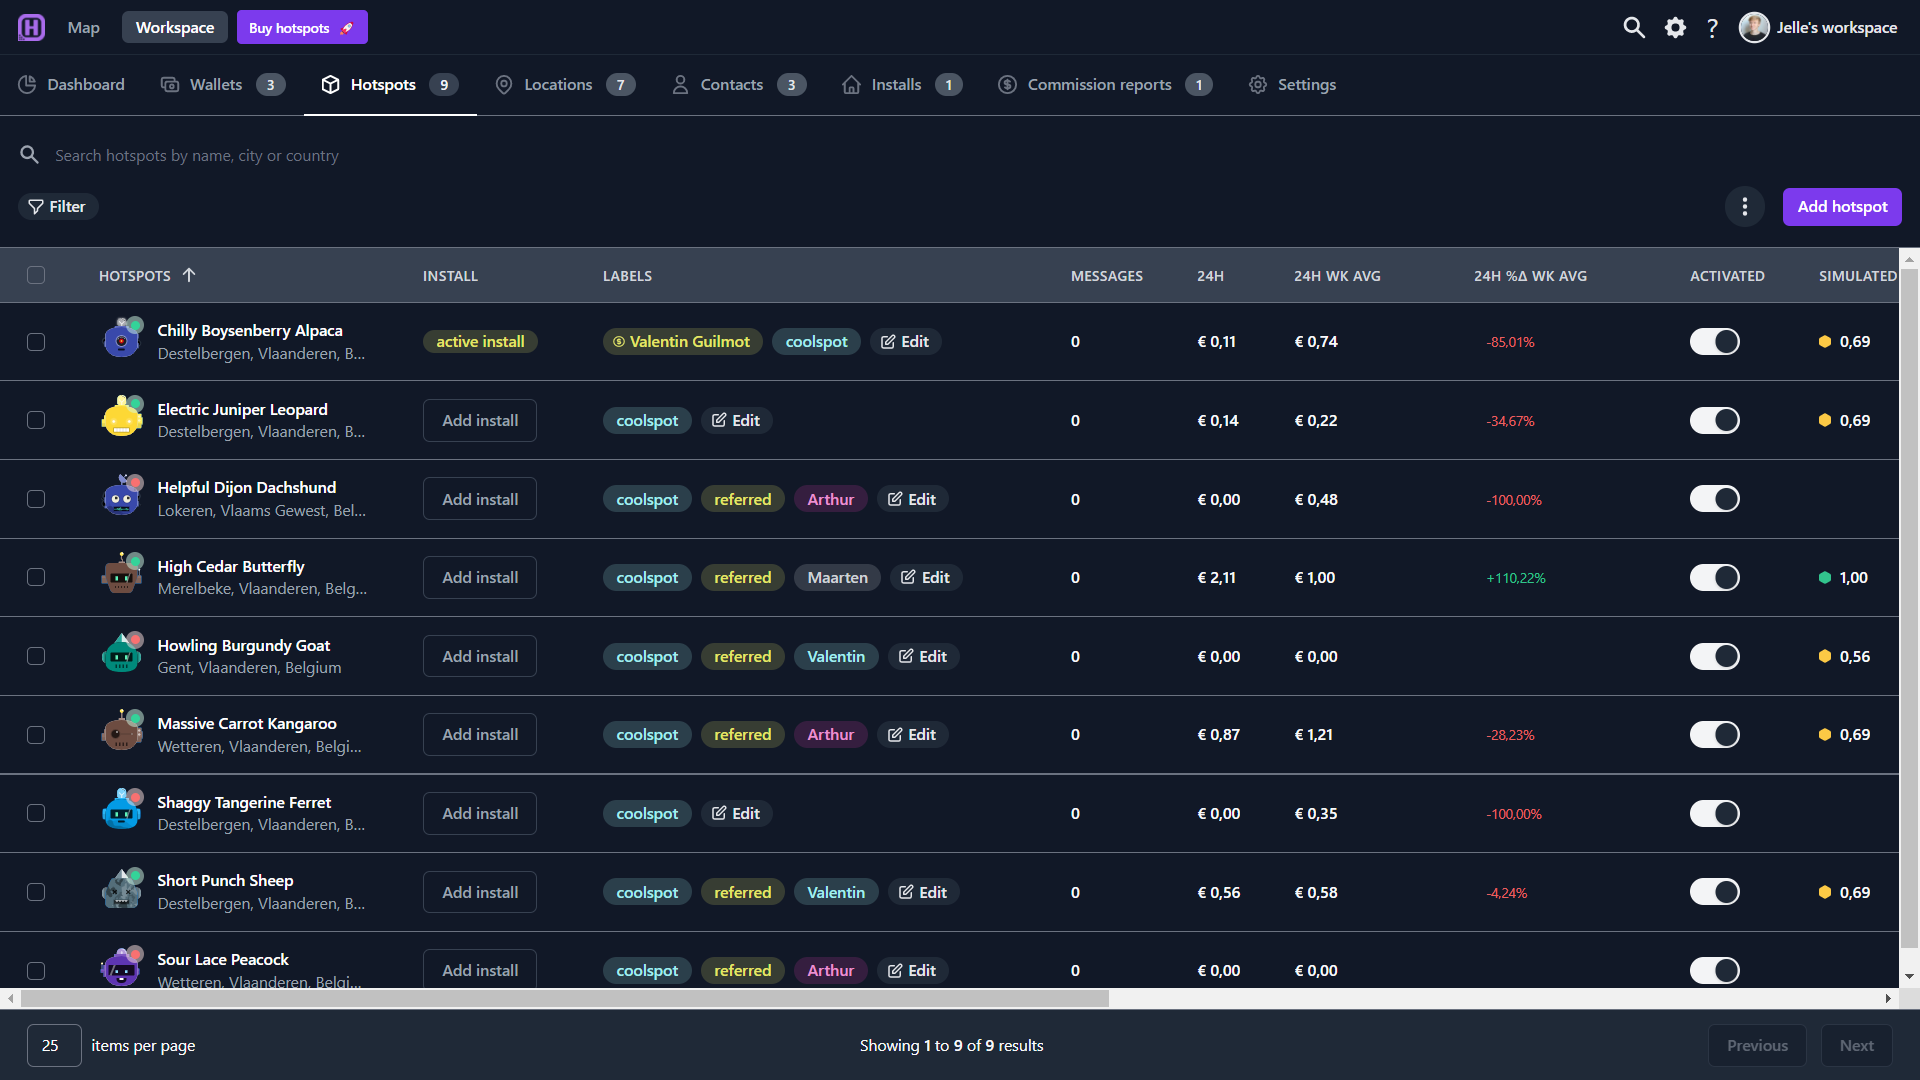 Map Workspace Buy hotspots ? Jelle's workspace
Dashboard Wallets 3 Hotspots 9 Locations 7 Contacts 3 Installs 1 Commission reports 1 Settings
Search hotspots by name, city or country
Filter Add hotspot
HOTSPOTS INSTALL LABELS MESSAGES 24H 24H WK AVG 24H %Δ WK AVG ACTIVATED SIMULATED
Chilly Boysenberry Alpaca
Destelbergen, Vlaanderen, B...
active install Valentin Guilmot coolspot Edit 0 € 0,11 € 0,74 -85,01% 0,69
Electric Juniper Leopard
Destelbergen, Vlaanderen, B...
Add install coolspot Edit 0 € 0,14 € 0,22 -34,67% 0,69
Helpful Dijon Dachshund
Lokeren, Vlaams Gewest, Bel...
Add install coolspot referred Arthur Edit 0 € 0,00 € 0,48 -100,00%
High Cedar Butterfly
Merelbeke, Vlaanderen, Belg...
Add install coolspot referred Maarten Edit 0 € 2,11 € 1,00 +110,22% 1,00
Howling Burgundy Goat
Gent, Vlaanderen, Belgium
Add install coolspot referred Valentin Edit 0 € 0,00 € 0,00 0,56
Massive Carrot Kangaroo
Wetteren, Vlaanderen, Belgi...
Add install coolspot referred Arthur Edit 0 € 0,87 € 1,21 -28,23% 0,69
Shaggy Tangerine Ferret
Destelbergen, Vlaanderen, B...
Add install coolspot Edit 0 € 0,00 € 0,35 -100,00%
Short Punch Sheep
Destelbergen, Vlaanderen, B...
Add install coolspot referred Valentin Edit 0 € 0,56 € 0,58 -4,24% 0,69
Sour Lace Peacock
Wetteren, Vlaanderen, Belgi...
Add install coolspot referred Arthur Edit 0 € 0,00 € 0,00
25 items per page Showing 1 to 9 of 9 results Previous Next